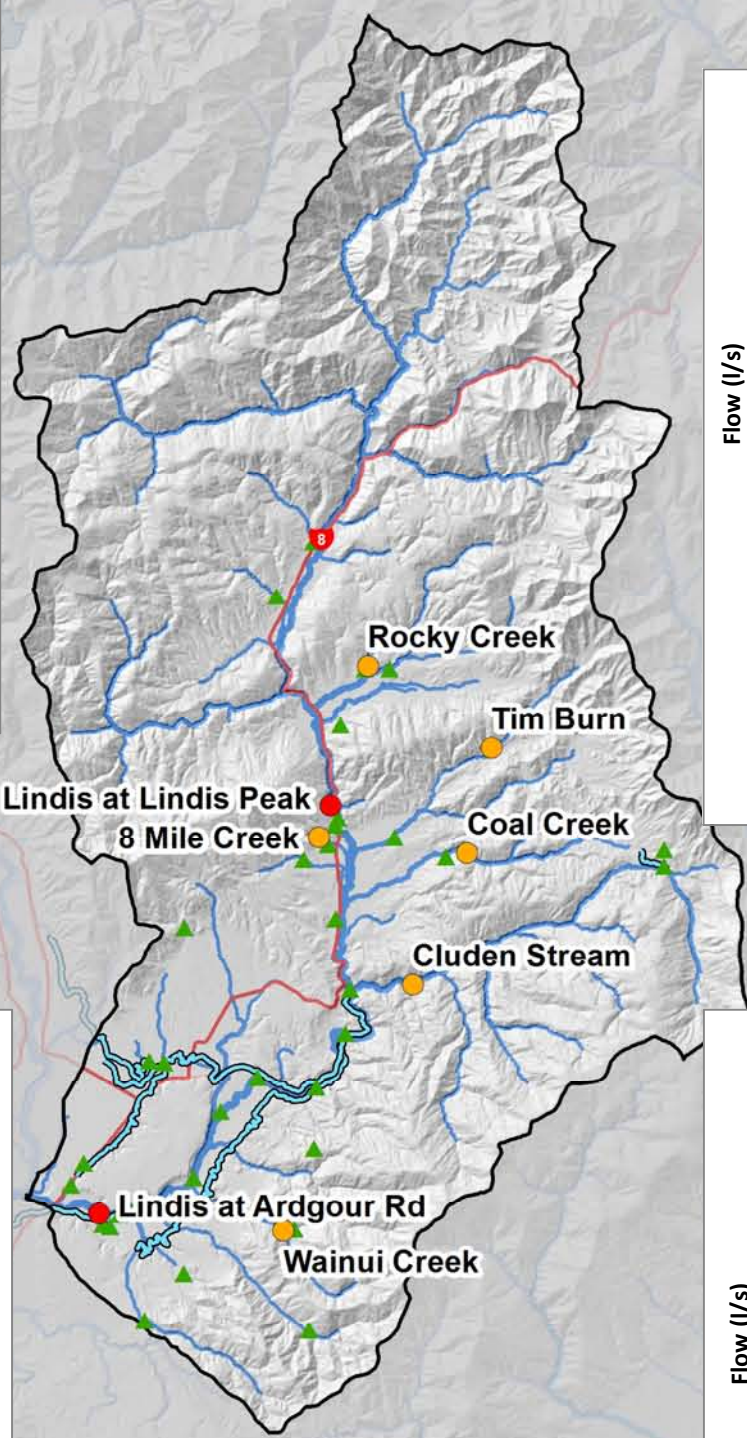 Flow (l/s)
8
Rocky Creek
Tim Burn
Lindis at Lindis Peak
8 Mile Creek
Coal Creek
Cluden Stream
Lindis at Ardgour Rd
Wainui Creek
Flow (l/s)